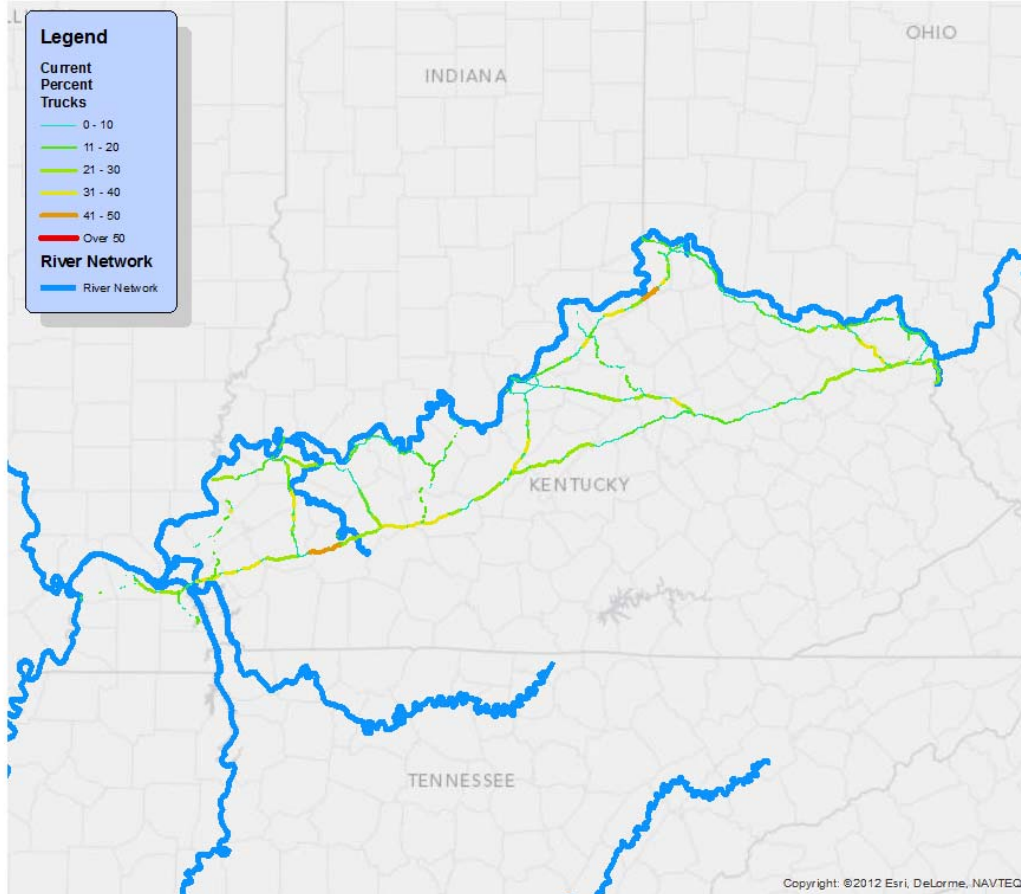 Legend
Current
Percent
Trucks
0 - 10
11 - 20
21 - 30
31 - 40
41 - 50
Over 50
River Network
River Network
OHIO
INDIANA
KENTUCKY
TENNESSEE
Copyright: ©2012 Esri, DeLorme, NAVTEQ